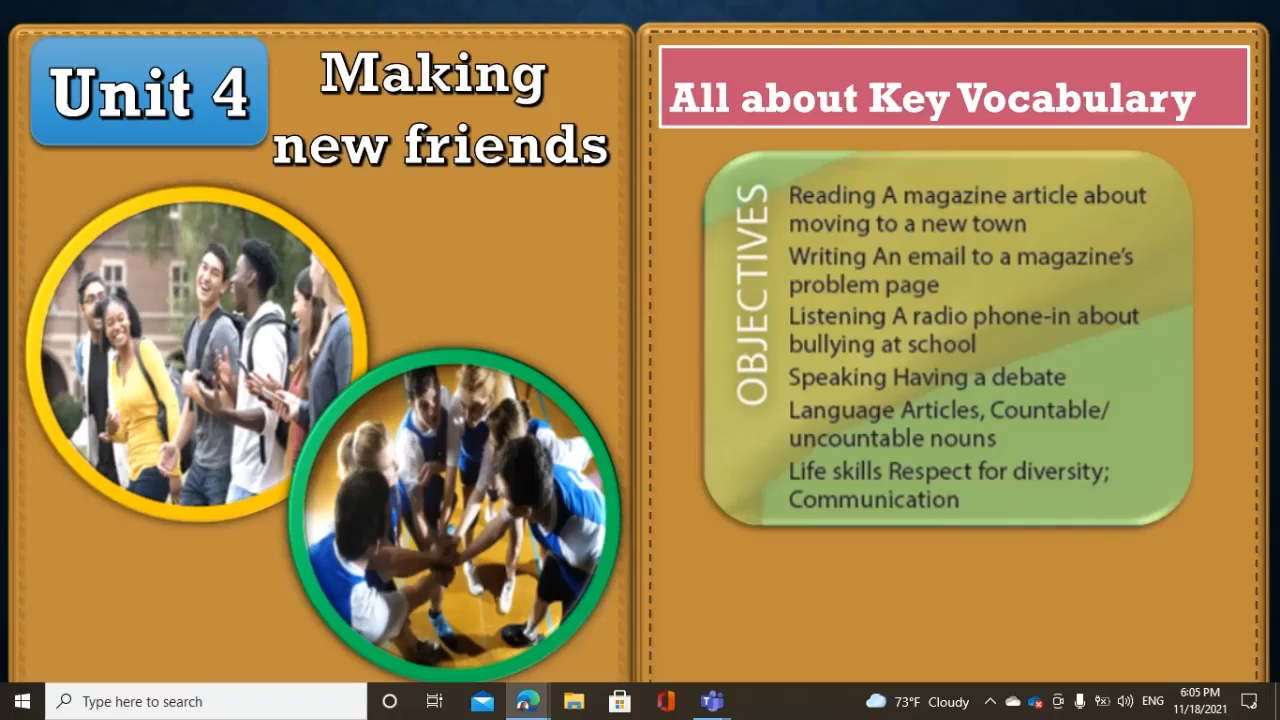 Unit 4
Making
new friends
All about Key Vocabulary
OBJECTIVES
Reading A magazine article about
moving to a new town
Writing An email to a magazine's
problem page
Listening A radio phone-in about
bullying at school
Speaking Having a debate
Language Articles, Countable/
uncountable nouns
Life skills Respect for diversity;
Communication
Type here to search
73°F Cloudy
ENG
6:05 PM
11/18/2021